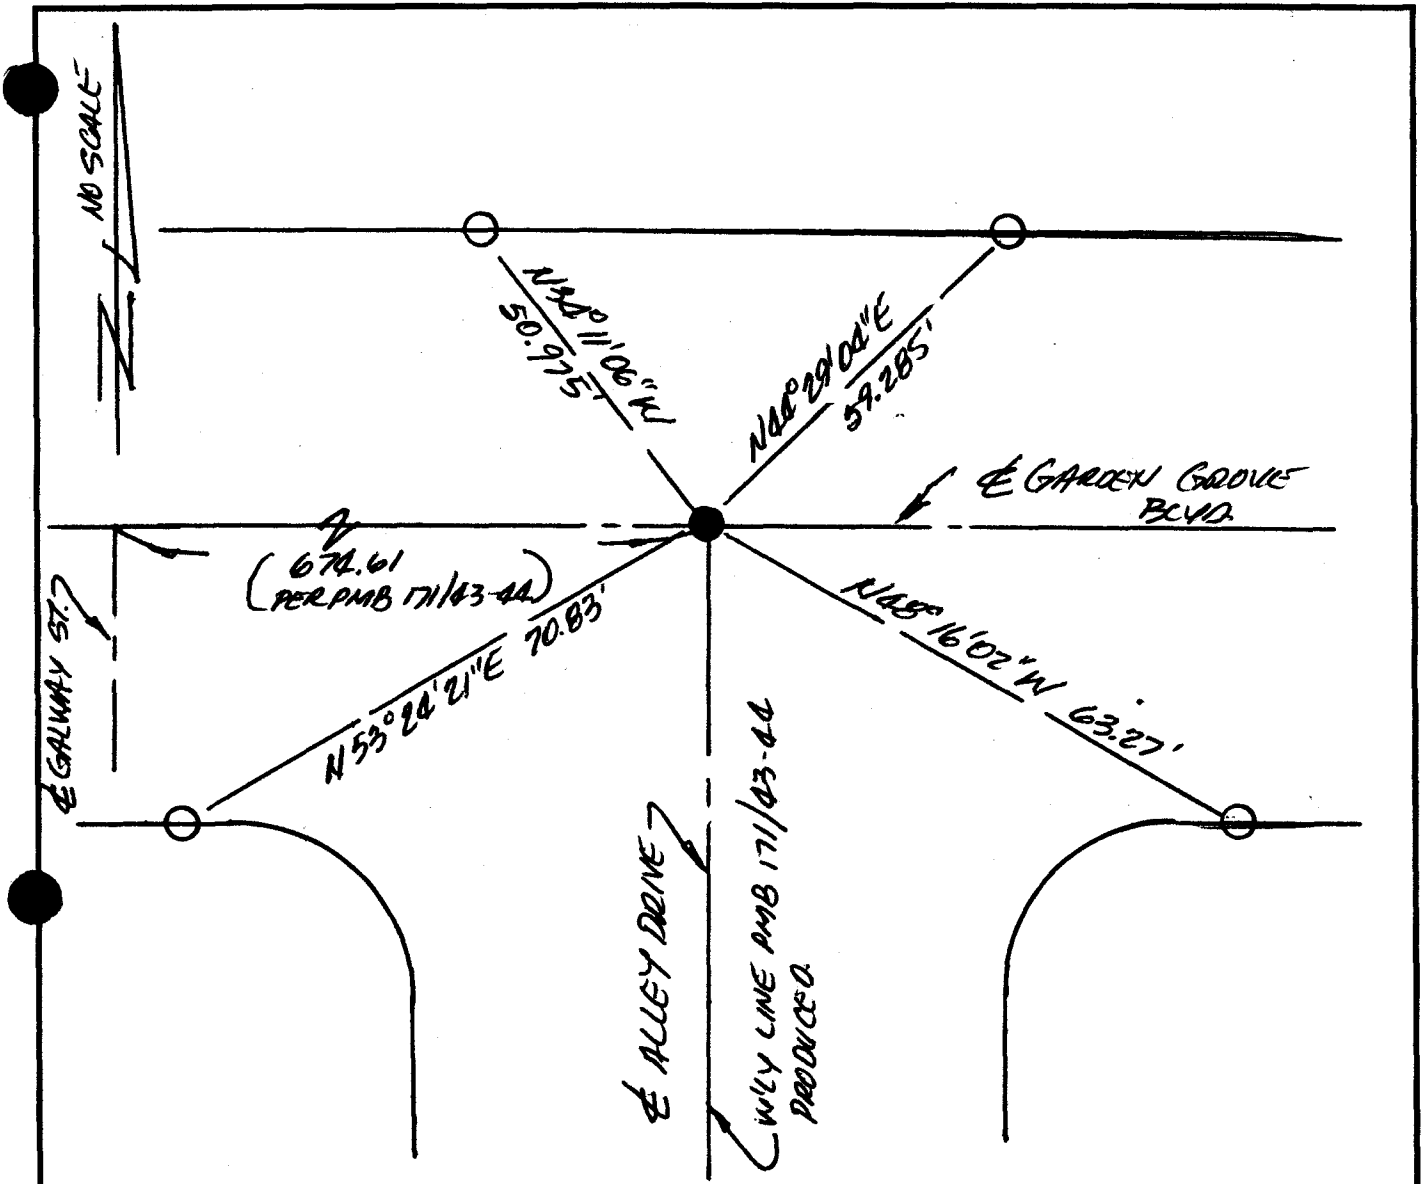 NO SCALE
N
N34°11'06"W
50.975'
N44°29'04"E
59.285'
℄ GARDEN GROVE
BLVD.
(674.61
PER PMB 171/43-44)
℄ GALWAY ST.
N53°24'21"E 70.83'
N48°16'02"W 63.27'
℄ ALLEY DRIVE
W'LY LINE PMB 171/43-44
PRODUCED.